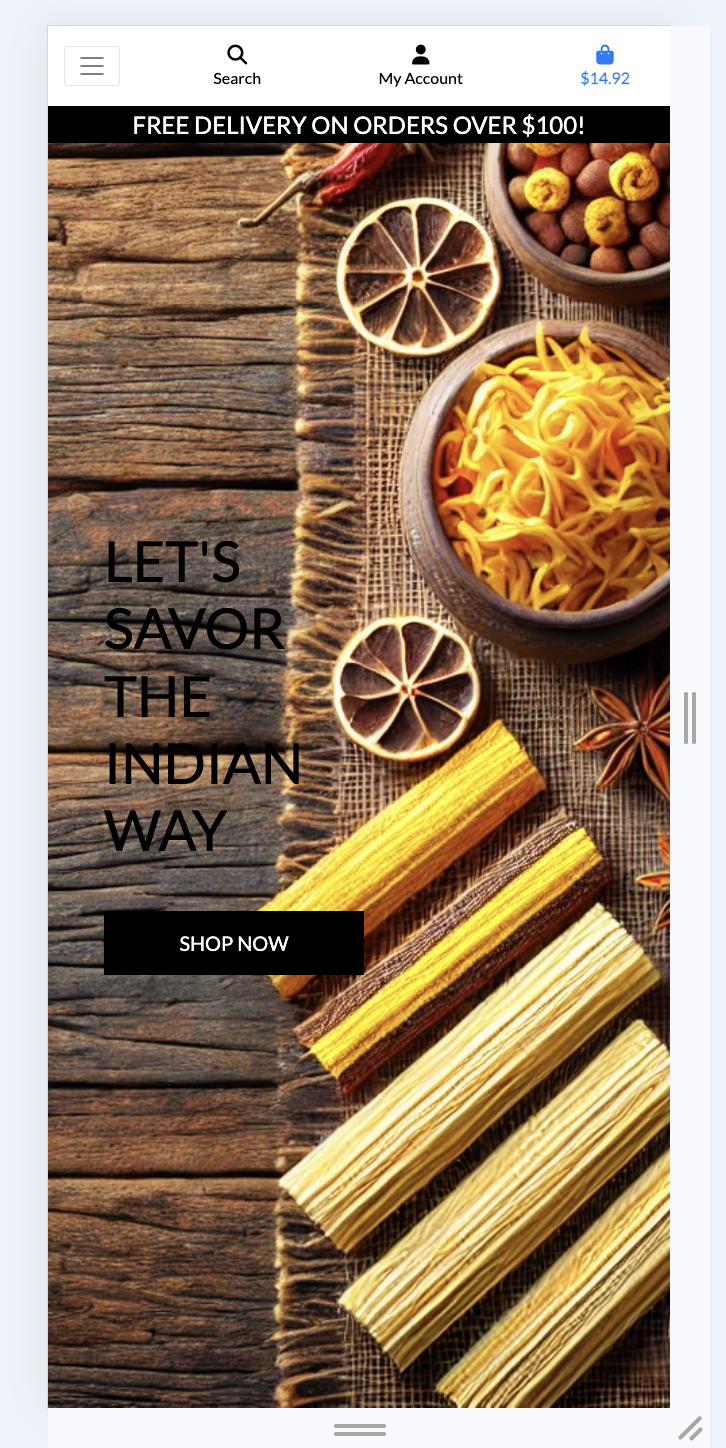 Search
My Account
$14.92
FREE DELIVERY ON ORDERS OVER $100!
LET'S
SAVOR
THE
INDIAN
WAY
SHOP NOW